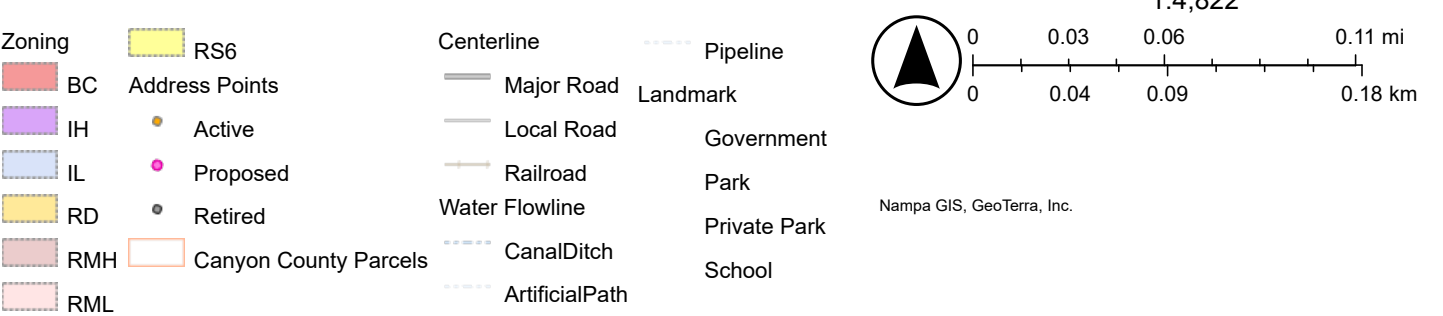 Zoning
BC
IH
IL
RD
RMH
RML
RS6
Address Points
Active
Proposed
Retired
Canyon County Parcels
Centerline
Major Road
Local Road
Railroad
Water Flowline
CanalDitch
ArtificialPath
Pipeline
Landmark
Government
Park
Private Park
School
1:4,822
0 0.03 0.06 0.11 mi
0 0.04 0.09 0.18 km
Nampa GIS, GeoTerra, Inc.